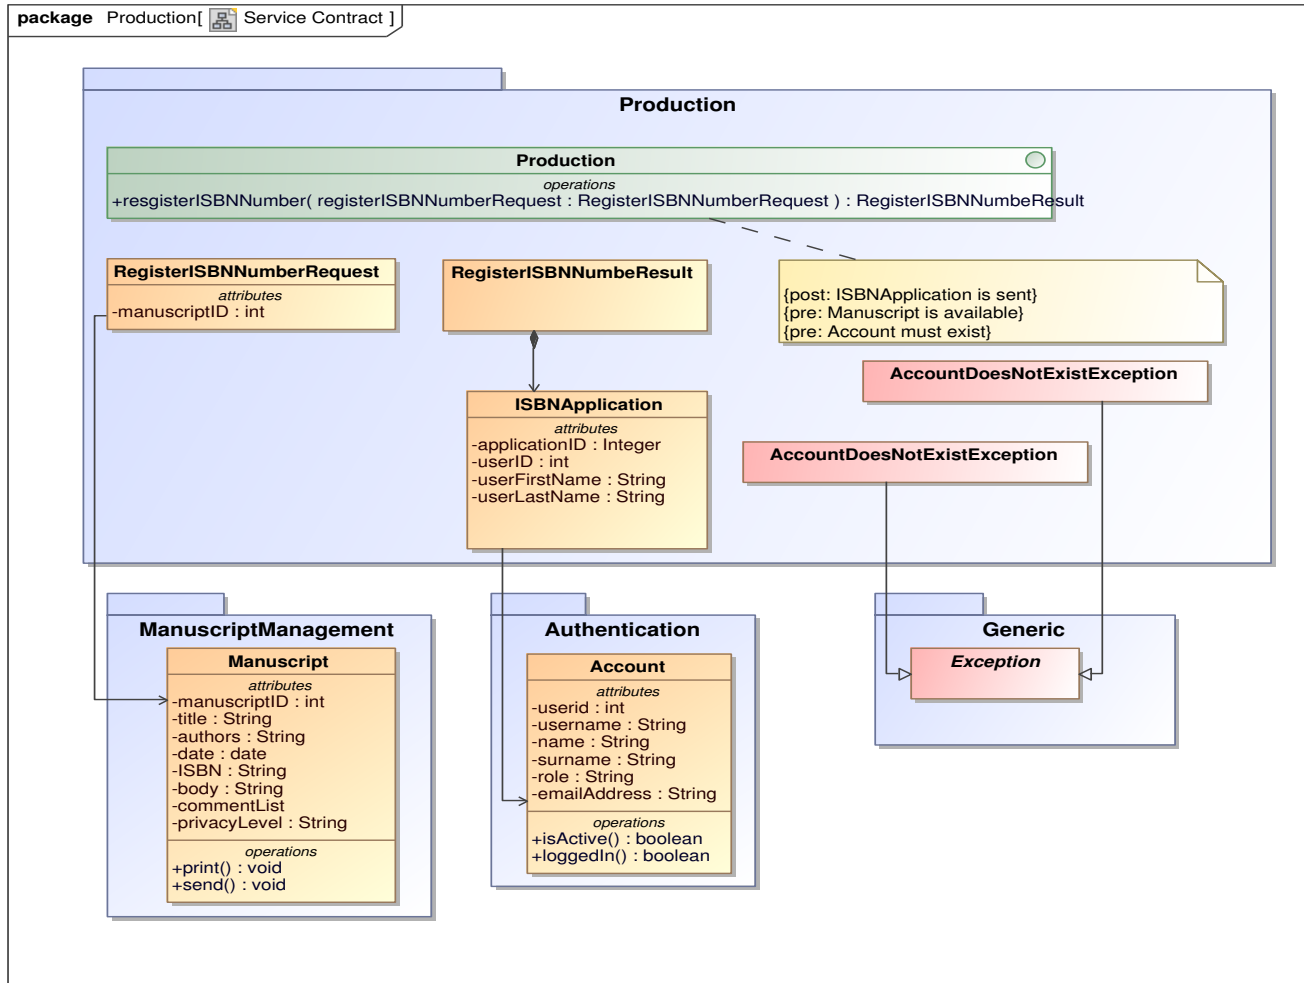 package Production[ Service Contract ]
Production
Production
operations
+resgisterISBNNumber( registerISBNNumberRequest : RegisterISBNNumberRequest ) : RegisterISBNNumbeResult
RegisterISBNNumberRequest
attributes
-manuscriptID : int
RegisterISBNNumbeResult
{post: ISBNApplication is sent}
{pre: Manuscript is available}
{pre: Account must exist}
AccountDoesNotExistException
ISBNApplication
attributes
-applicationID : Integer
-userID : int
-userFirstName : String
-userLastName : String
AccountDoesNotExistException
ManuscriptManagement
Manuscript
attributes
-manuscriptID : int
-title : String
-authors : String
-date : date
-ISBN : String
-body : String
-commentList
-privacyLevel : String
operations
+print() : void
+send() : void
Authentication
Account
attributes
-userid : int
-username : String
-name : String
-surname : String
-role : String
-emailAddress : String
operations
+isActive() : boolean
+loggedIn() : boolean
Generic
Exception